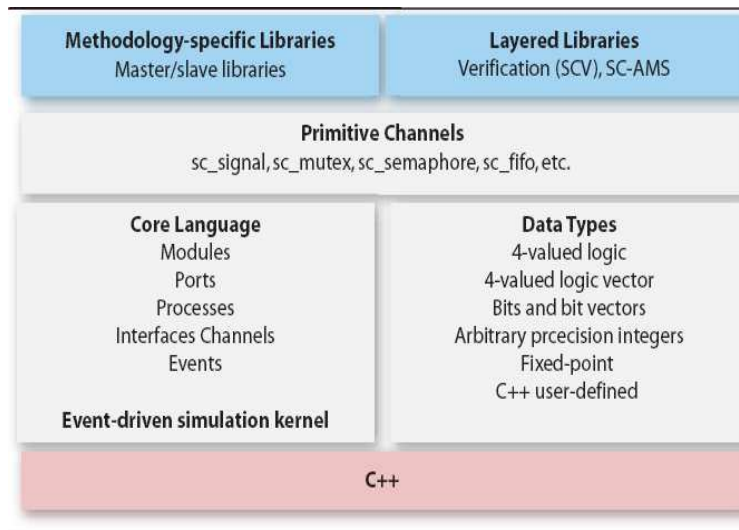 Methodology-specific Libraries
Master/slave libraries
Layered Libraries
Verification (SCV), SC-AMS
Primitive Channels
sc_signal, sc_mutex, sc_semaphore, sc_fifo, etc.
Core Language
Modules
Ports
Processes
Interfaces Channels
Events
Event-driven simulation kernel
Data Types
4-valued logic
4-valued logic vector
Bits and bit vectors
Arbitrary prcecision integers
Fixed-point
C++ user-defined
C++